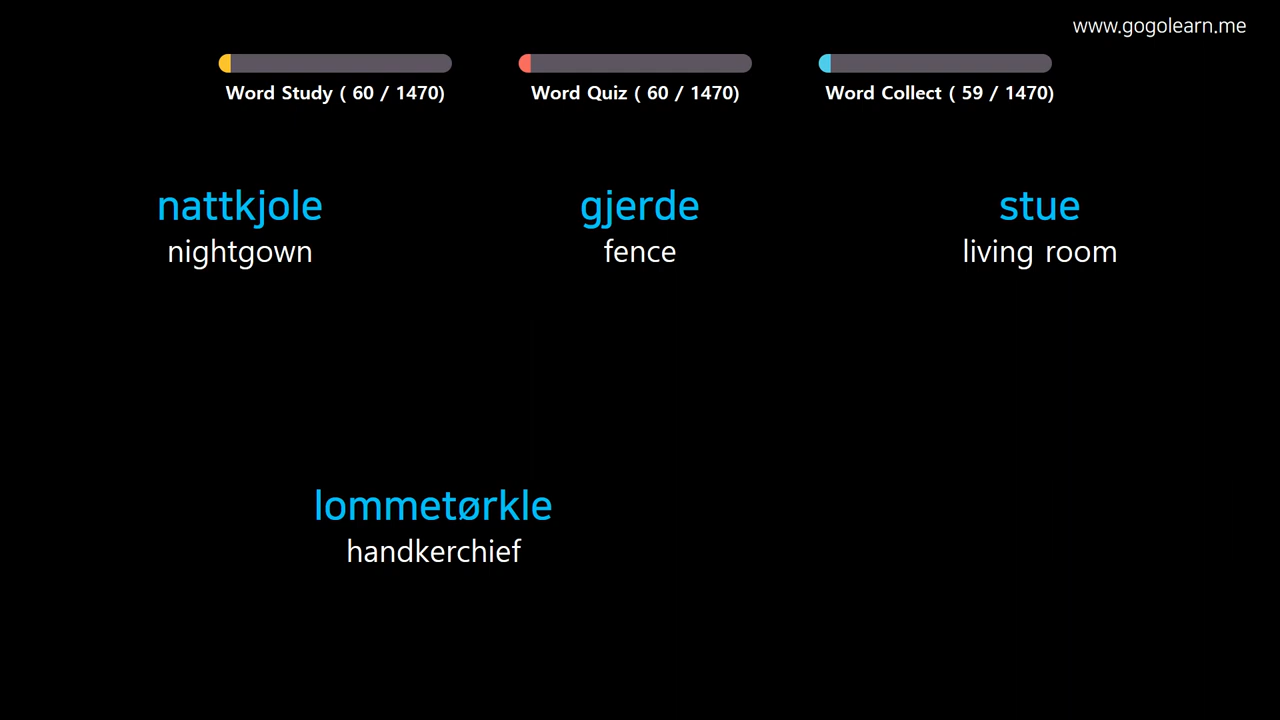 www.gogolearn.me
Word Study ( 60 / 1470)
Word Quiz ( 60 / 1470)
Word Collect ( 59 / 1470)
nattkjole
nightgown
gjerde
fence
stue
living room
lommetørkle
handkerchief